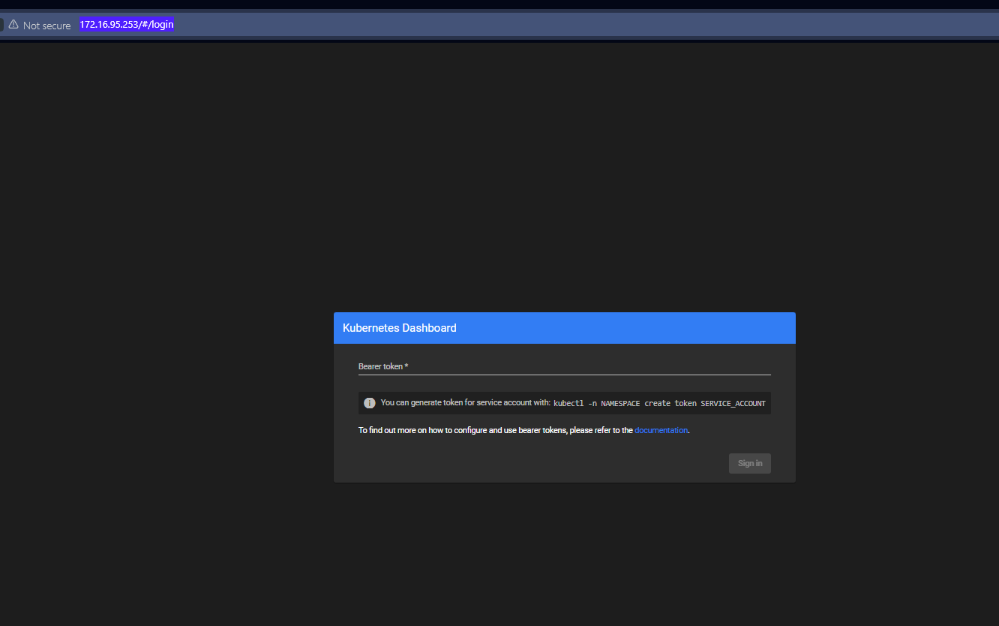 Not secure 172.16.95.253/#/login
Kubernetes Dashboard
Bearer token *
You can generate token for service account with: kubectl -n NAMESPACE create token SERVICE_ACCOUNT
To find out more on how to configure and use bearer tokens, please refer to the documentation.
Sign in